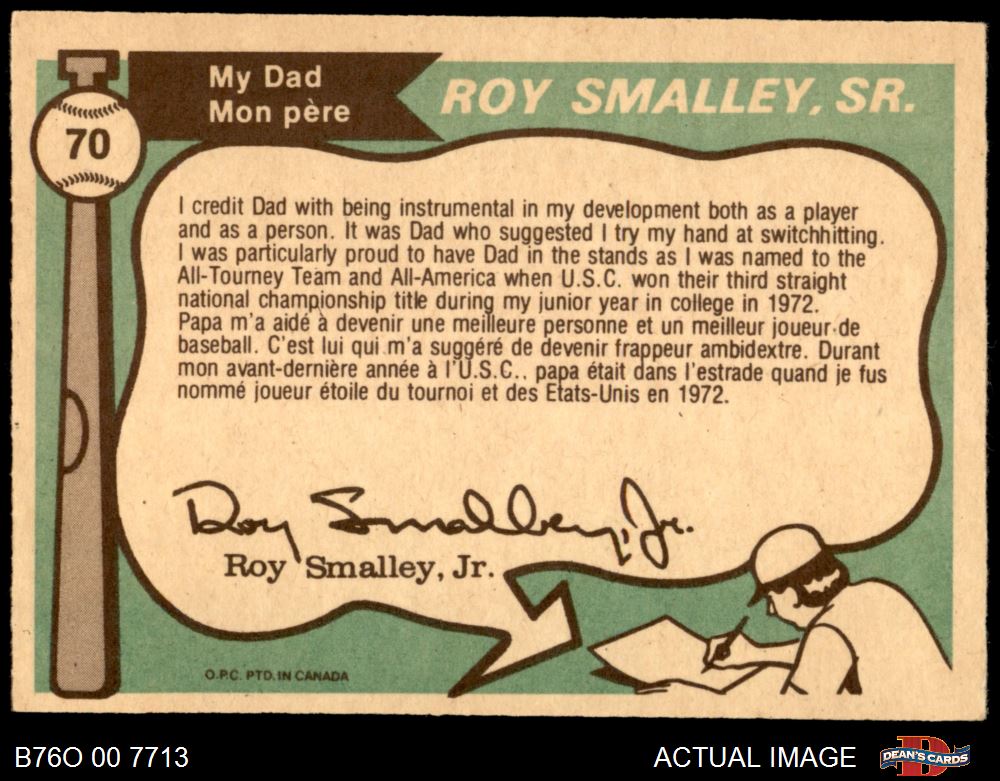 My Dad
Mon père
ROY SMALLEY, SR.
70
I credit Dad with being instrumental in my development both as a player
and as a person. It was Dad who suggested I try my hand at switchhitting.
I was particularly proud to have Dad in the stands as I was named to the
All-Tourney Team and All-America when U.S.C. won their third straight
national championship title during my junior year in college in 1972.
Papa m'a aidé à devenir une meilleure personne et un meilleur joueur de
baseball. C'est lui qui m'a suggéré de devenir frappeur ambidextre. Durant
mon avant-dernière année à l'U.S.C.. papa était dans l'estrade quand je fus
nommé joueur étoile du tournoi et des Etats-Unis en 1972.
Roy Smalley, Jr.
Roy Smalley, Jr.
O.P.C. PTD. IN CANADA
B76O 00 7713
ACTUAL IMAGE
DEAN'S CARDS